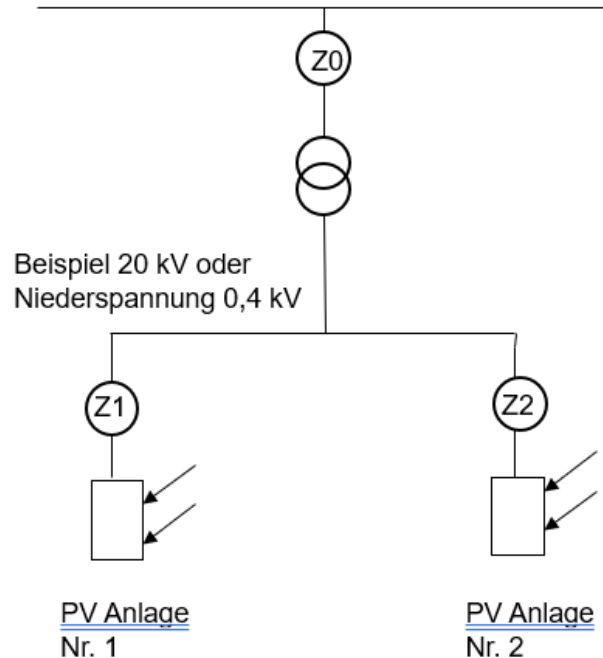 Z0
Beispiel 20 kV oder
Niederspannung 0,4 kV
Z1
Z2
PV Anlage
Nr. 1
PV Anlage
Nr. 2